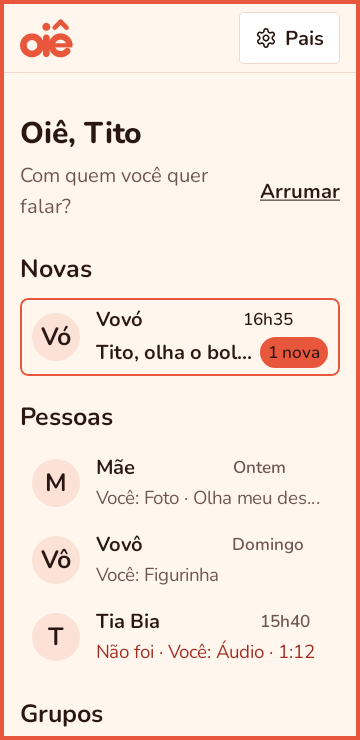 oiê
Pais
Oiê, Tito
Com quem você quer
falar?
Arrumar
Novas
Vó
Vovó
16h35
Tito, olha o bol...
1 nova
Pessoas
M
Mãe
Ontem
Você: Foto · Olha meu des...
Vô
Vovô
Domingo
Você: Figurinha
T
Tia Bia
15h40
Não foi · Você: Áudio · 1:12
Grupos